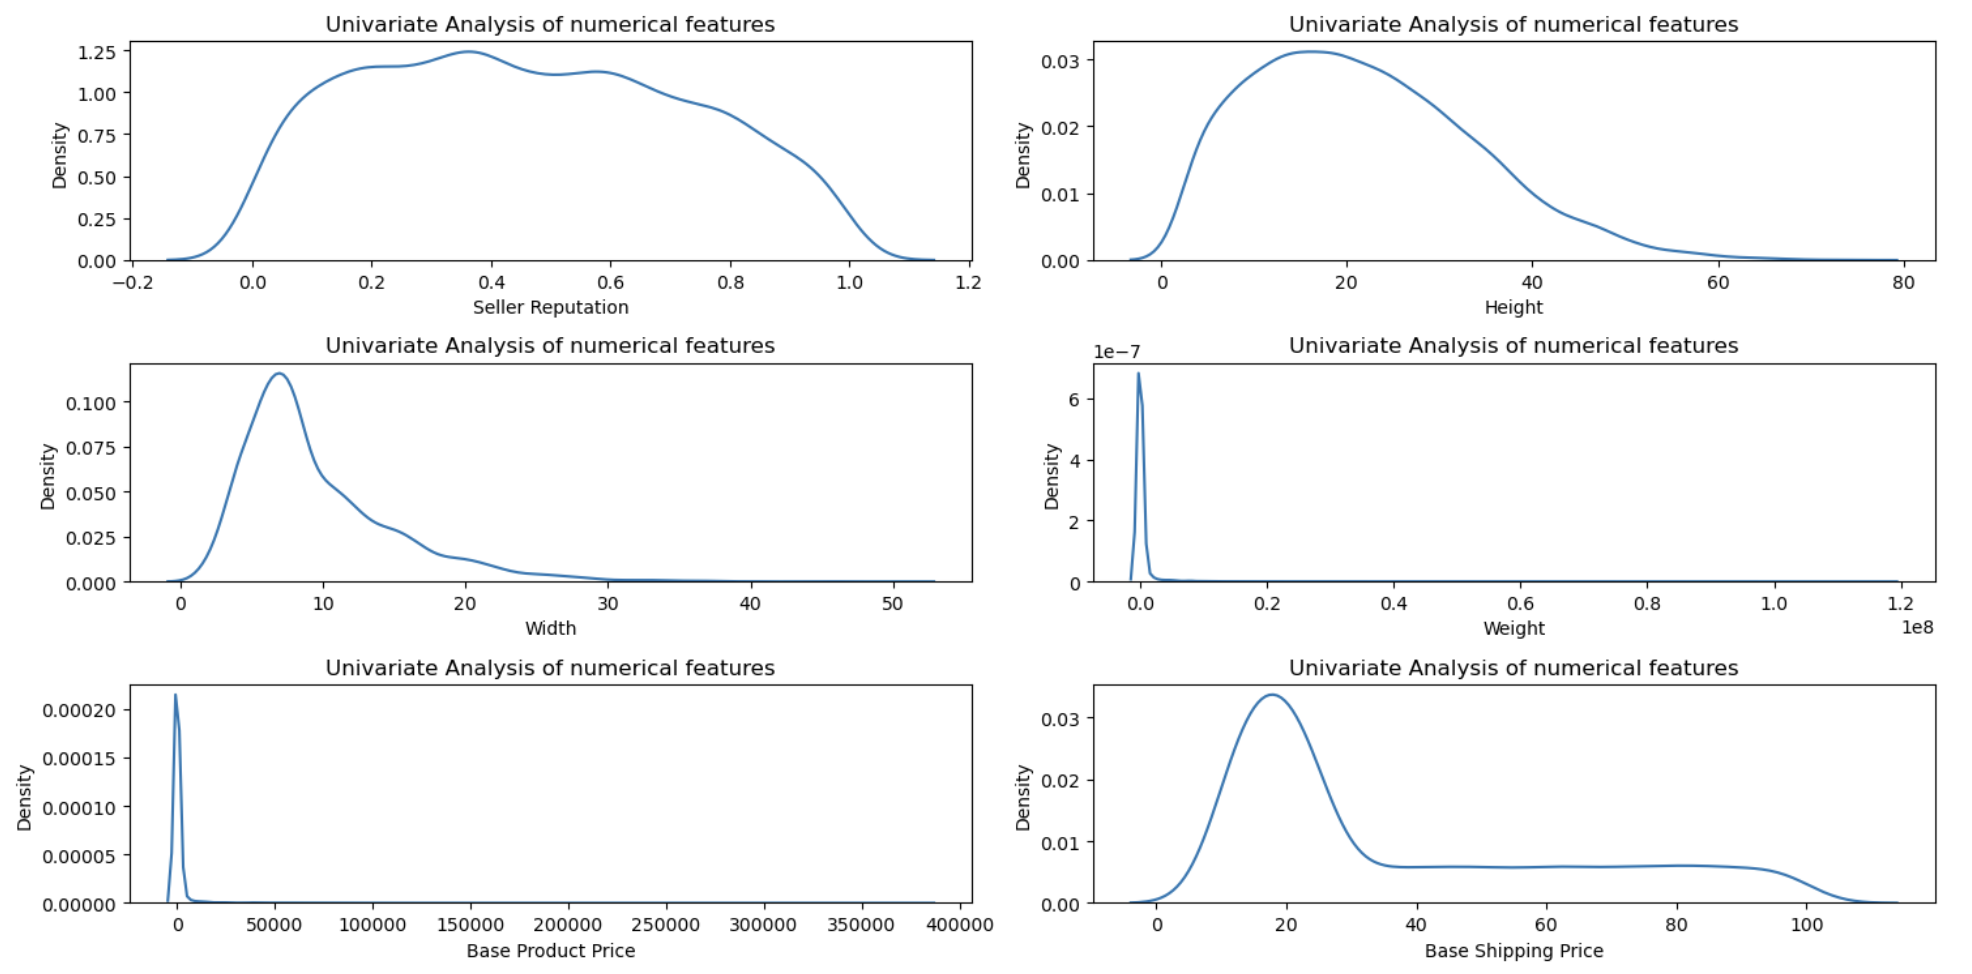 Univariate Analysis of numerical features
1.25
1.00
0.75
0.50
0.25
0.00
Density
−0.2 0.0 0.2 0.4 0.6 0.8 1.0 1.2
Seller Reputation
Univariate Analysis of numerical features
0.03
0.02
0.01
0.00
Density
0 20 40 60 80
Height
Univariate Analysis of numerical features
0.100
0.075
0.050
0.025
0.000
Density
0 10 20 30 40 50
Width
Univariate Analysis of numerical features
1e−7
6
4
2
0
Density
0.0 0.2 0.4 0.6 0.8 1.0 1.2
1e8
Weight
Univariate Analysis of numerical features
0.00020
0.00015
0.00010
0.00005
0.00000
Density
0 50000 100000 150000 200000 250000 300000 350000 400000
Base Product Price
Univariate Analysis of numerical features
0.03
0.02
0.01
0.00
Density
0 20 40 60 80 100
Base Shipping Price